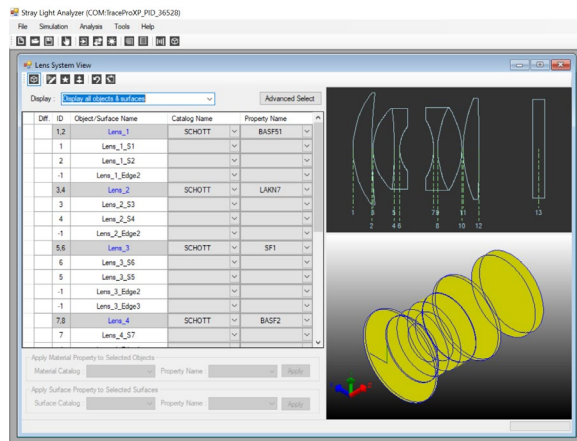 Stray Light Analyzer (COM:TraceProXP_PID_36528)
File Simulation Analysis Tools Help
Lens System View
Display : Display all objects & surfaces Advanced Select
Diff. ID Object/Surface Name Catalog Name Property Name
1,2 Lens_1 SCHOTT BASF51
1 Lens_1_S1
2 Lens_1_S2
-1 Lens_1_Edge2
3,4 Lens_2 SCHOTT LAKN7
3 Lens_2_S3
4 Lens_2_S4
-1 Lens_2_Edge2
5,6 Lens_3 SCHOTT SF1
6 Lens_3_S6
5 Lens_3_S5
-1 Lens_3_Edge2
-1 Lens_3_Edge3
7,8 Lens_4 SCHOTT BASF2
7 Lens_4_S7
Apply Material Property to Selected Objects
Material Catalog : Property Name : Apply
Apply Surface Property to Selected Surfaces
Surface Catalog : Property Name : Apply
1 3 5 7 9 11 13
2 4 6 8 10 12